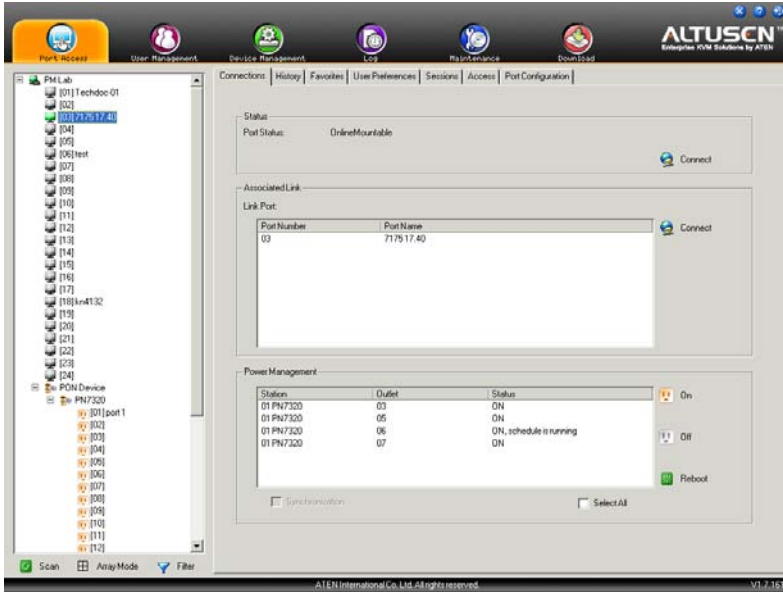 ALTUSEN™
Enterprise KVM Solutions by ATEN
Port Access
User Management
Device Management
Log
Maintenance
Download
PM Lab
[01] Techdoc-01
[02]
[03] 7175 17.40
[04]
[05]
[06] test
[07]
[08]
[09]
[10]
[11]
[12]
[13]
[14]
[15]
[16]
[17]
[18] kn4132
[19]
[20]
[21]
[22]
[23]
[24]
PON Device
PN7320
[01] port 1
[02]
[03]
[04]
[05]
[06]
[07]
[08]
[09]
[10]
[11]
[12]
Scan
Array Mode
Filter
Connections
History
Favorites
User Preferences
Sessions
Access
Port Configuration
Status
Port Status: OnlineMountable
Connect
Associated Link
Link Port:
Port Number Port Name
03 7175 17.40
Connect
Power Management
Station Outlet Status
01 PN7320 03 ON
01 PN7320 05 ON
01 PN7320 06 ON, schedule is running
01 PN7320 07 ON
On
Off
Reboot
Synchronization
Select All
ATEN International Co. Ltd. All rights reserved.
V1.7.161